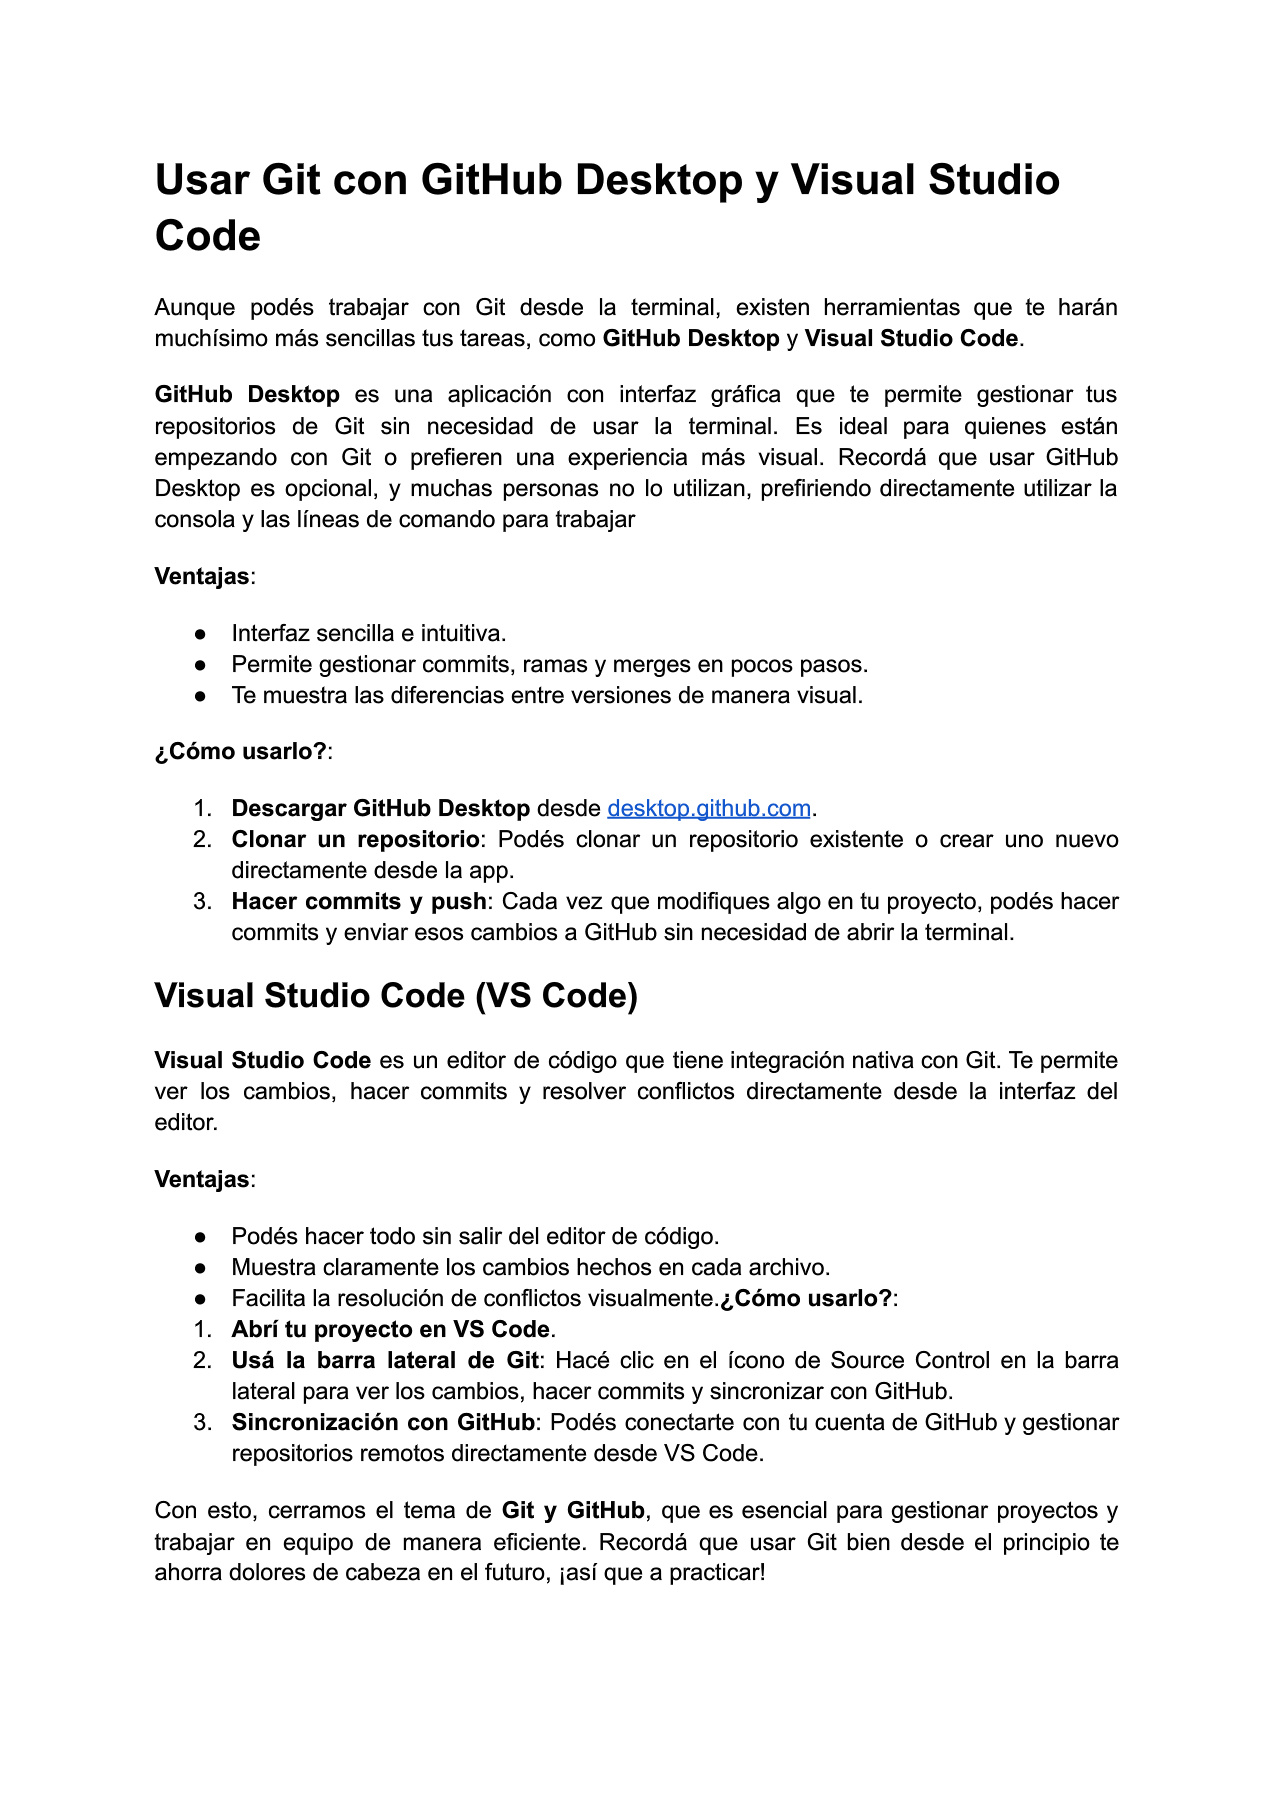 Usar Git con GitHub Desktop y Visual Studio
Code
Aunque podés trabajar con Git desde la terminal, existen herramientas que te harán
muchísimo más sencillas tus tareas, como GitHub Desktop y Visual Studio Code.
GitHub Desktop es una aplicación con interfaz gráfica que te permite gestionar tus
repositorios de Git sin necesidad de usar la terminal. Es ideal para quienes están
empezando con Git o prefieren una experiencia más visual. Recordá que usar GitHub
Desktop es opcional, y muchas personas no lo utilizan, prefiriendo directamente utilizar la
consola y las líneas de comando para trabajar
Ventajas:
● Interfaz sencilla e intuitiva.
● Permite gestionar commits, ramas y merges en pocos pasos.
● Te muestra las diferencias entre versiones de manera visual.
¿Cómo usarlo?:
1. Descargar GitHub Desktop desde desktop.github.com.
2. Clonar un repositorio: Podés clonar un repositorio existente o crear uno nuevo
directamente desde la app.
3. Hacer commits y push: Cada vez que modifiques algo en tu proyecto, podés hacer
commits y enviar esos cambios a GitHub sin necesidad de abrir la terminal.
Visual Studio Code (VS Code)
Visual Studio Code es un editor de código que tiene integración nativa con Git. Te permite
ver los cambios, hacer commits y resolver conflictos directamente desde la interfaz del
editor.
Ventajas:
● Podés hacer todo sin salir del editor de código.
● Muestra claramente los cambios hechos en cada archivo.
● Facilita la resolución de conflictos visualmente.¿Cómo usarlo?:
1. Abrí tu proyecto en VS Code.
2. Usá la barra lateral de Git: Hacé clic en el ícono de Source Control en la barra
lateral para ver los cambios, hacer commits y sincronizar con GitHub.
3. Sincronización con GitHub: Podés conectarte con tu cuenta de GitHub y gestionar
repositorios remotos directamente desde VS Code.
Con esto, cerramos el tema de Git y GitHub, que es esencial para gestionar proyectos y
trabajar en equipo de manera eficiente. Recordá que usar Git bien desde el principio te
ahorra dolores de cabeza en el futuro, ¡así que a practicar!